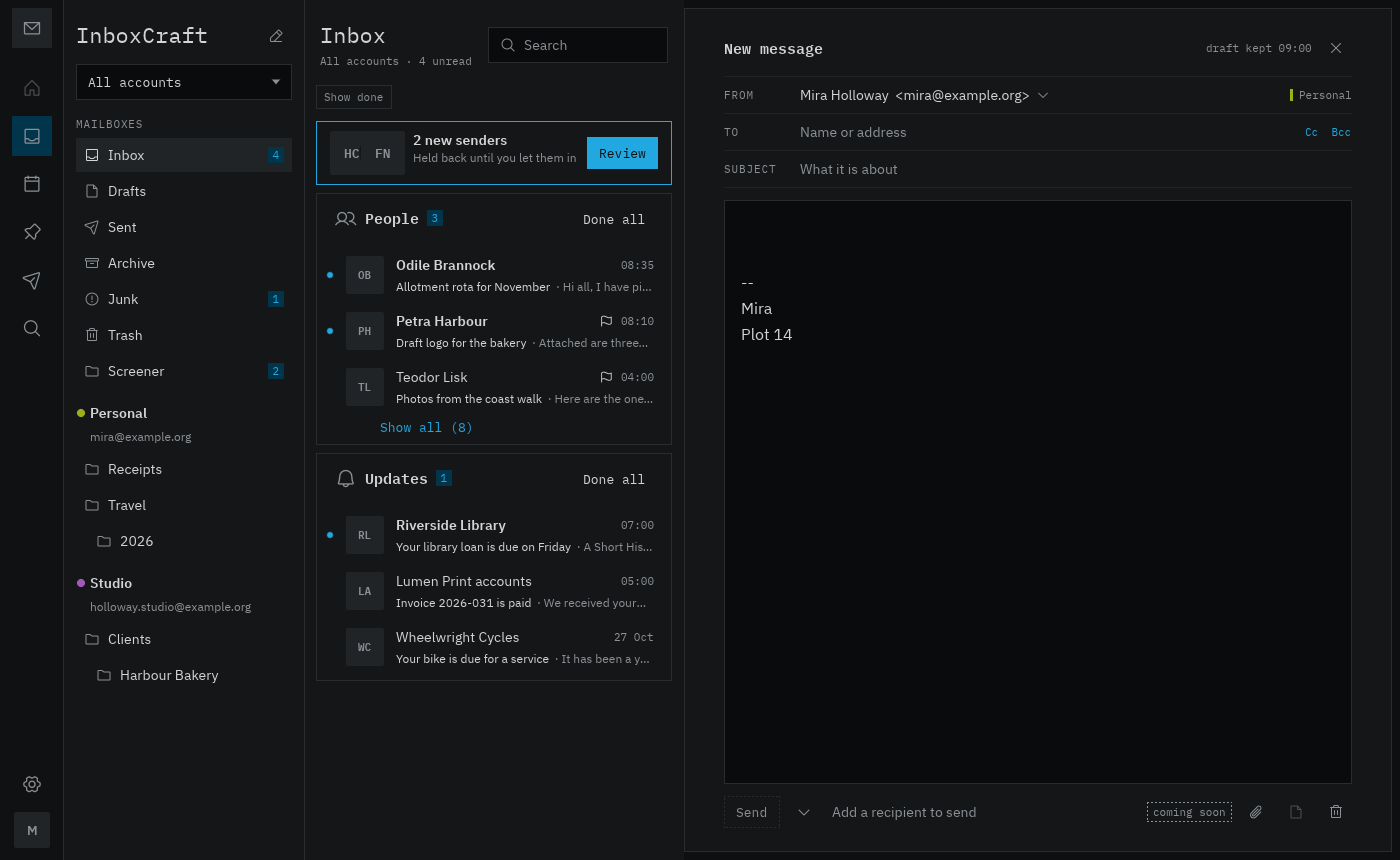 InboxCraft
All accounts
MAILBOXES
Inbox 4
Drafts
Sent
Archive
Junk 1
Trash
Screener 2
Personal
mira@example.org
Receipts
Travel
2026
Studio
holloway.studio@example.org
Clients
Harbour Bakery
M
Inbox
All accounts · 4 unread
Search
Show done
HC FN
2 new senders
Held back until you let them in
Review
People 3 Done all
OB
Odile Brannock 08:35
Allotment rota for November · Hi all, I have pi…
PH
Petra Harbour 08:10
Draft logo for the bakery · Attached are three…
TL
Teodor Lisk 04:00
Photos from the coast walk · Here are the one…
Show all (8)
Updates 1 Done all
RL
Riverside Library 07:00
Your library loan is due on Friday · A Short His…
LA
Lumen Print accounts 05:00
Invoice 2026-031 is paid · We received your…
WC
Wheelwright Cycles 27 Oct
Your bike is due for a service · It has been a y…
New message draft kept 09:00
FROM Mira Holloway <mira@example.org> Personal
TO Name or address Cc Bcc
SUBJECT What it is about
--
Mira
Plot 14
Send Add a recipient to send coming soon